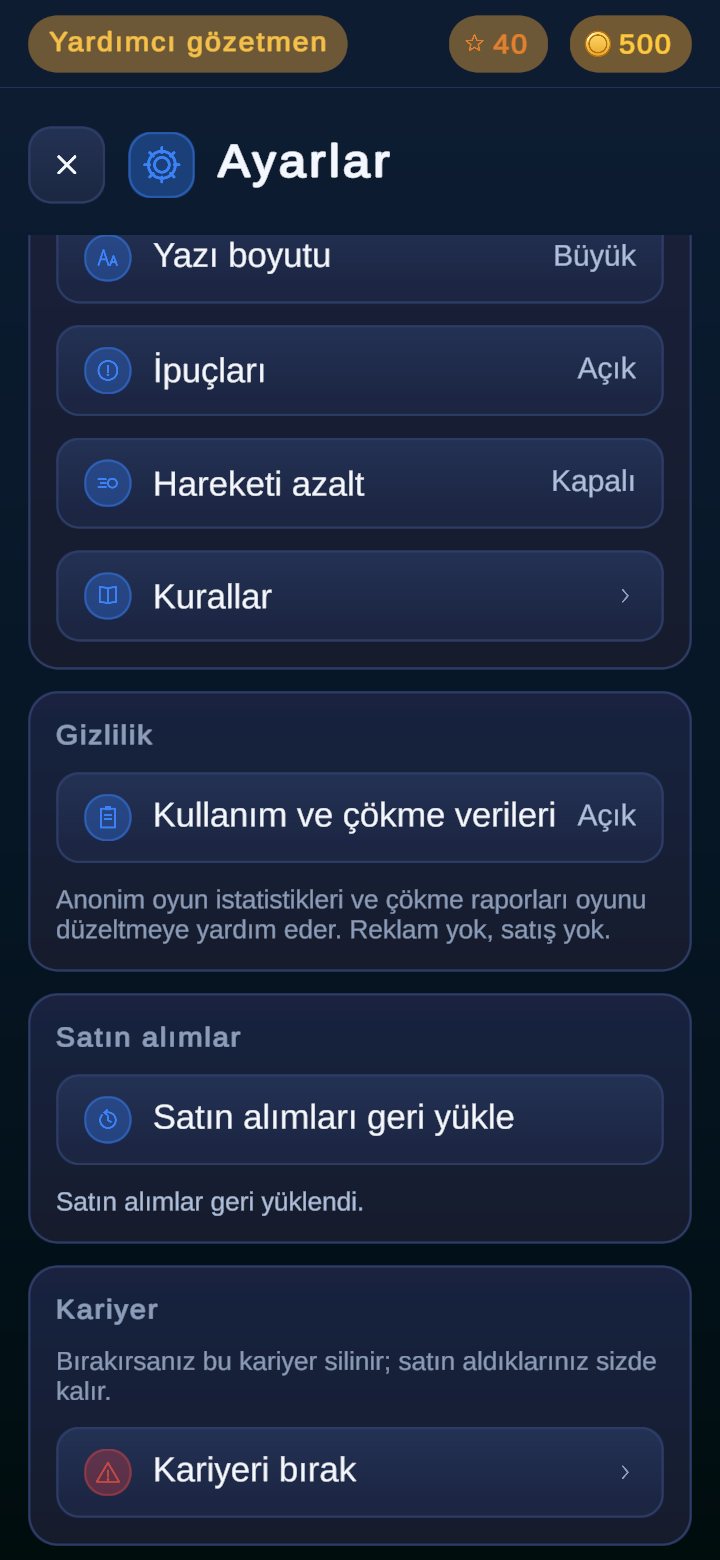 Yardımcı gözetmen
40
500
Ayarlar
Yazı boyutu
Büyük
İpuçları
Açık
Hareketi azalt
Kapalı
Kurallar
Gizlilik
Kullanım ve çökme verileri
Açık
Anonim oyun istatistikleri ve çökme raporları oyunu
düzeltmeye yardım eder. Reklam yok, satış yok.
Satın alımlar
Satın alımları geri yükle
Satın alımlar geri yüklendi.
Kariyer
Bırakırsanız bu kariyer silinir; satın aldıklarınız sizde
kalır.
Kariyeri bırak